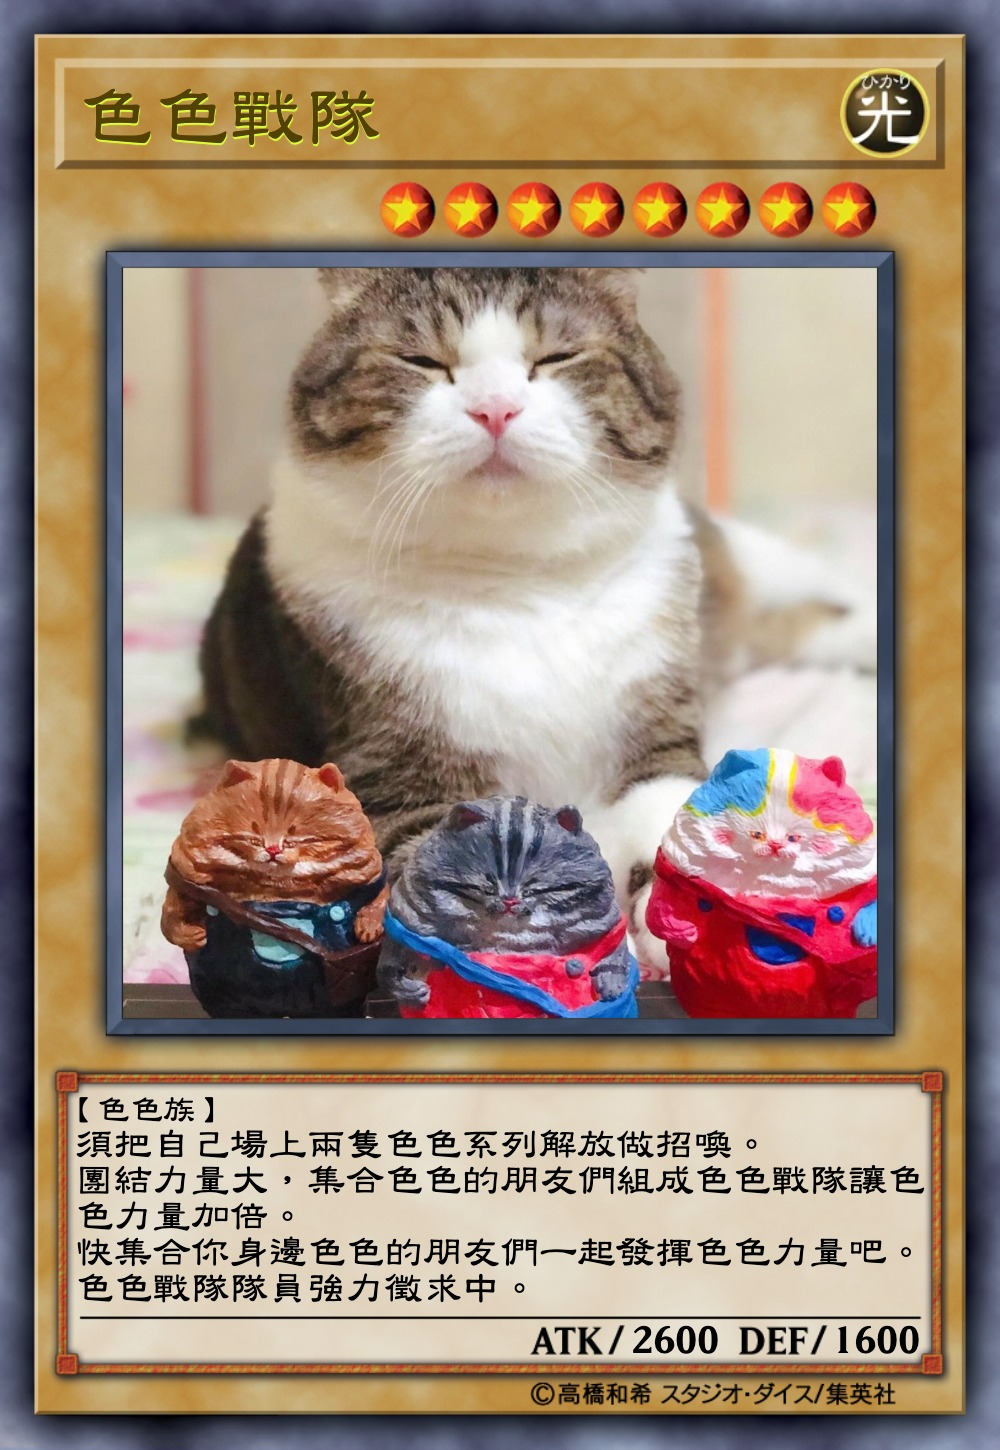 色色戰隊
ひかり
光
【色色族】
須把自己場上兩隻色色系列解放做招喚。
團結力量大，集合色色的朋友們組成色色戰隊讓色
色力量加倍。
快集合你身邊色色的朋友們一起發揮色色力量吧。
色色戰隊隊員強力徵求中。
ATK/2600 DEF/1600
©高橋和希 スタジオ・ダイス/集英社